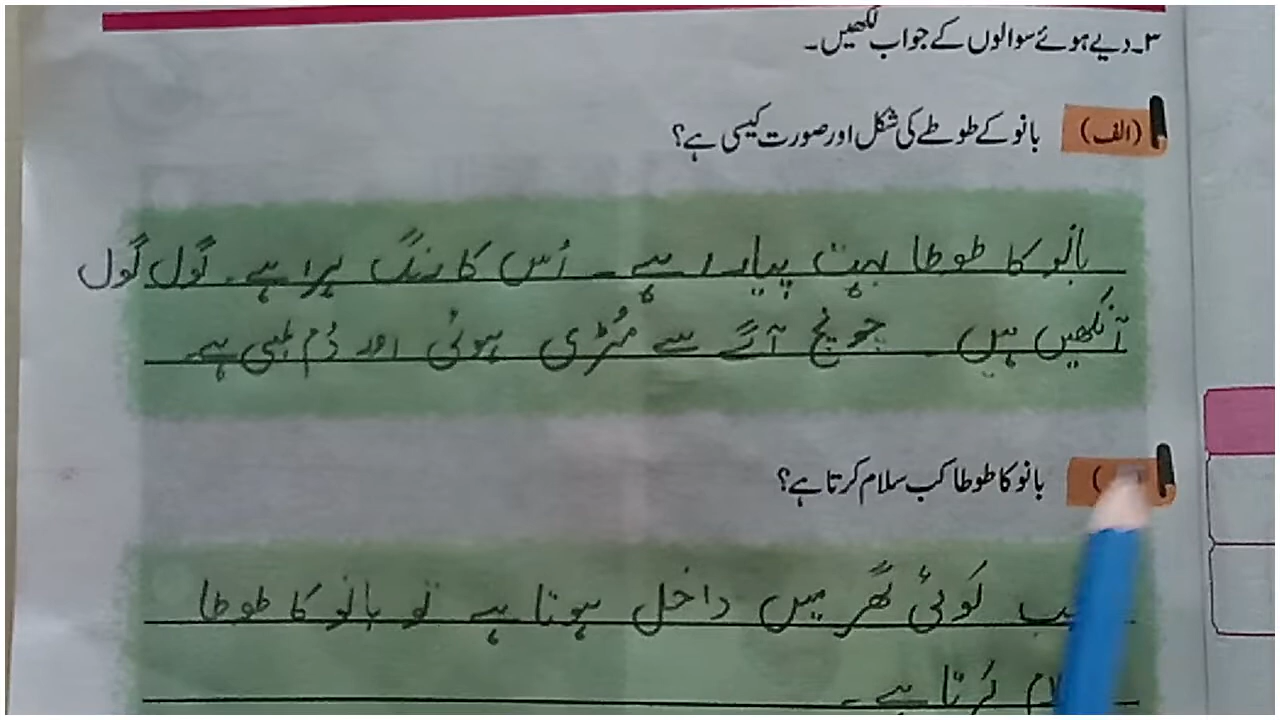 ۳۔ دیے ہوئے سوالوں کے جواب لکھیں۔
(الف) بانو کے طوطے کی شکل اور صورت کیسی ہے؟
بانو کا طوطا بہت پیارا ہے۔ اُس کا رنگ ہرا ہے۔ گول گول
آنکھیں ہیں۔ چونچ آگے سے مُڑی ہوئی اور دُم لمبی ہے۔
بانو کا طوطا کب سلام کرتا ہے؟
کوئی گھر میں داخل ہوتا ہے تو بانو کا طوطا
کرتا ہے۔